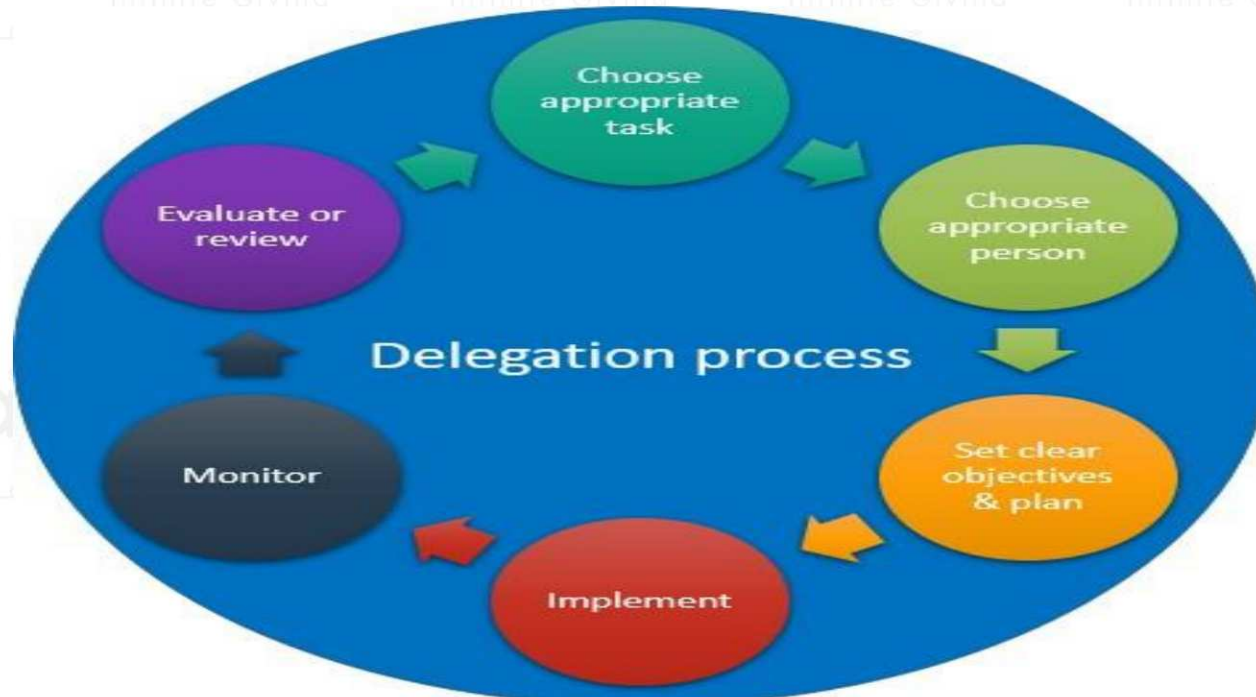 Choose
appropriate
task
Choose
appropriate
person
Set clear
objectives
& plan
Implement
Monitor
Evaluate or
review
Delegation process